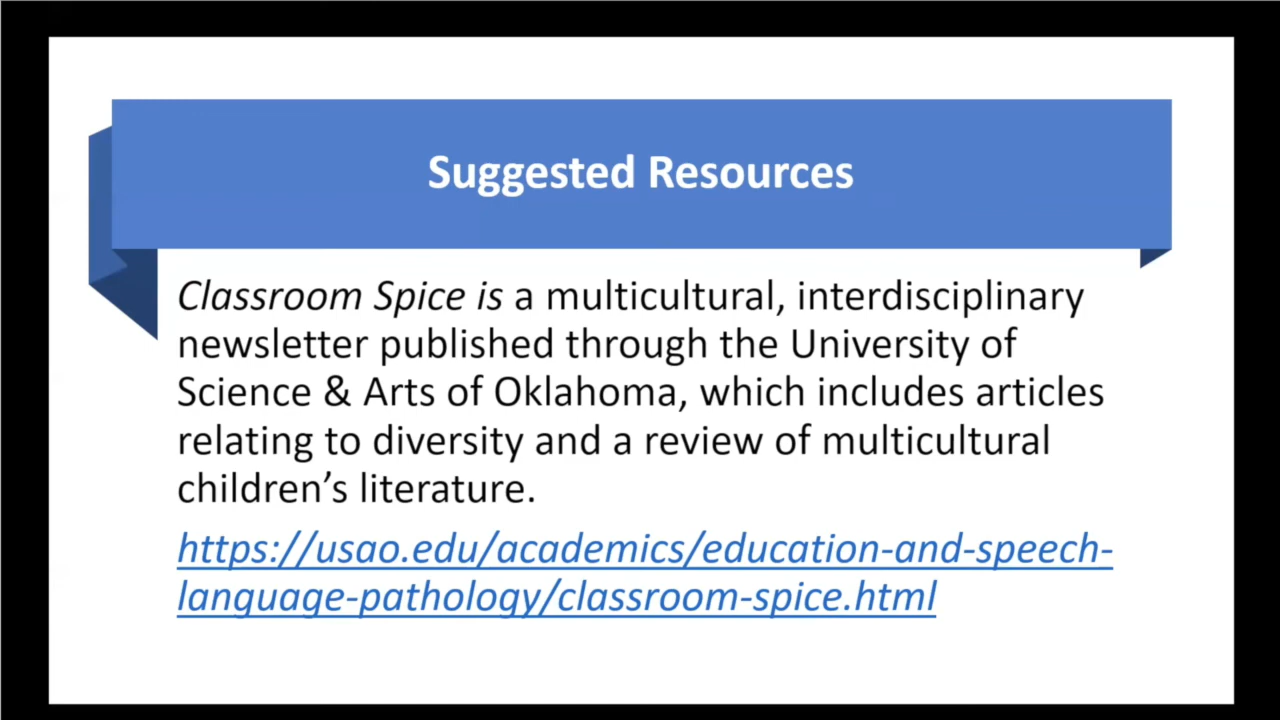 Suggested Resources
Classroom Spice is a multicultural, interdisciplinary
newsletter published through the University of
Science & Arts of Oklahoma, which includes articles
relating to diversity and a review of multicultural
children’s literature.
https://usao.edu/academics/education-and-speech-
language-pathology/classroom-spice.html